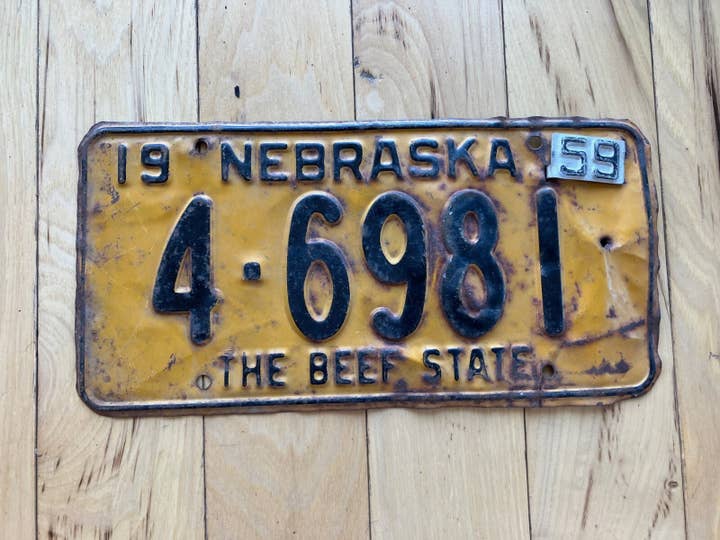 19 NEBRASKA 59
4-6981
THE BEEF STATE